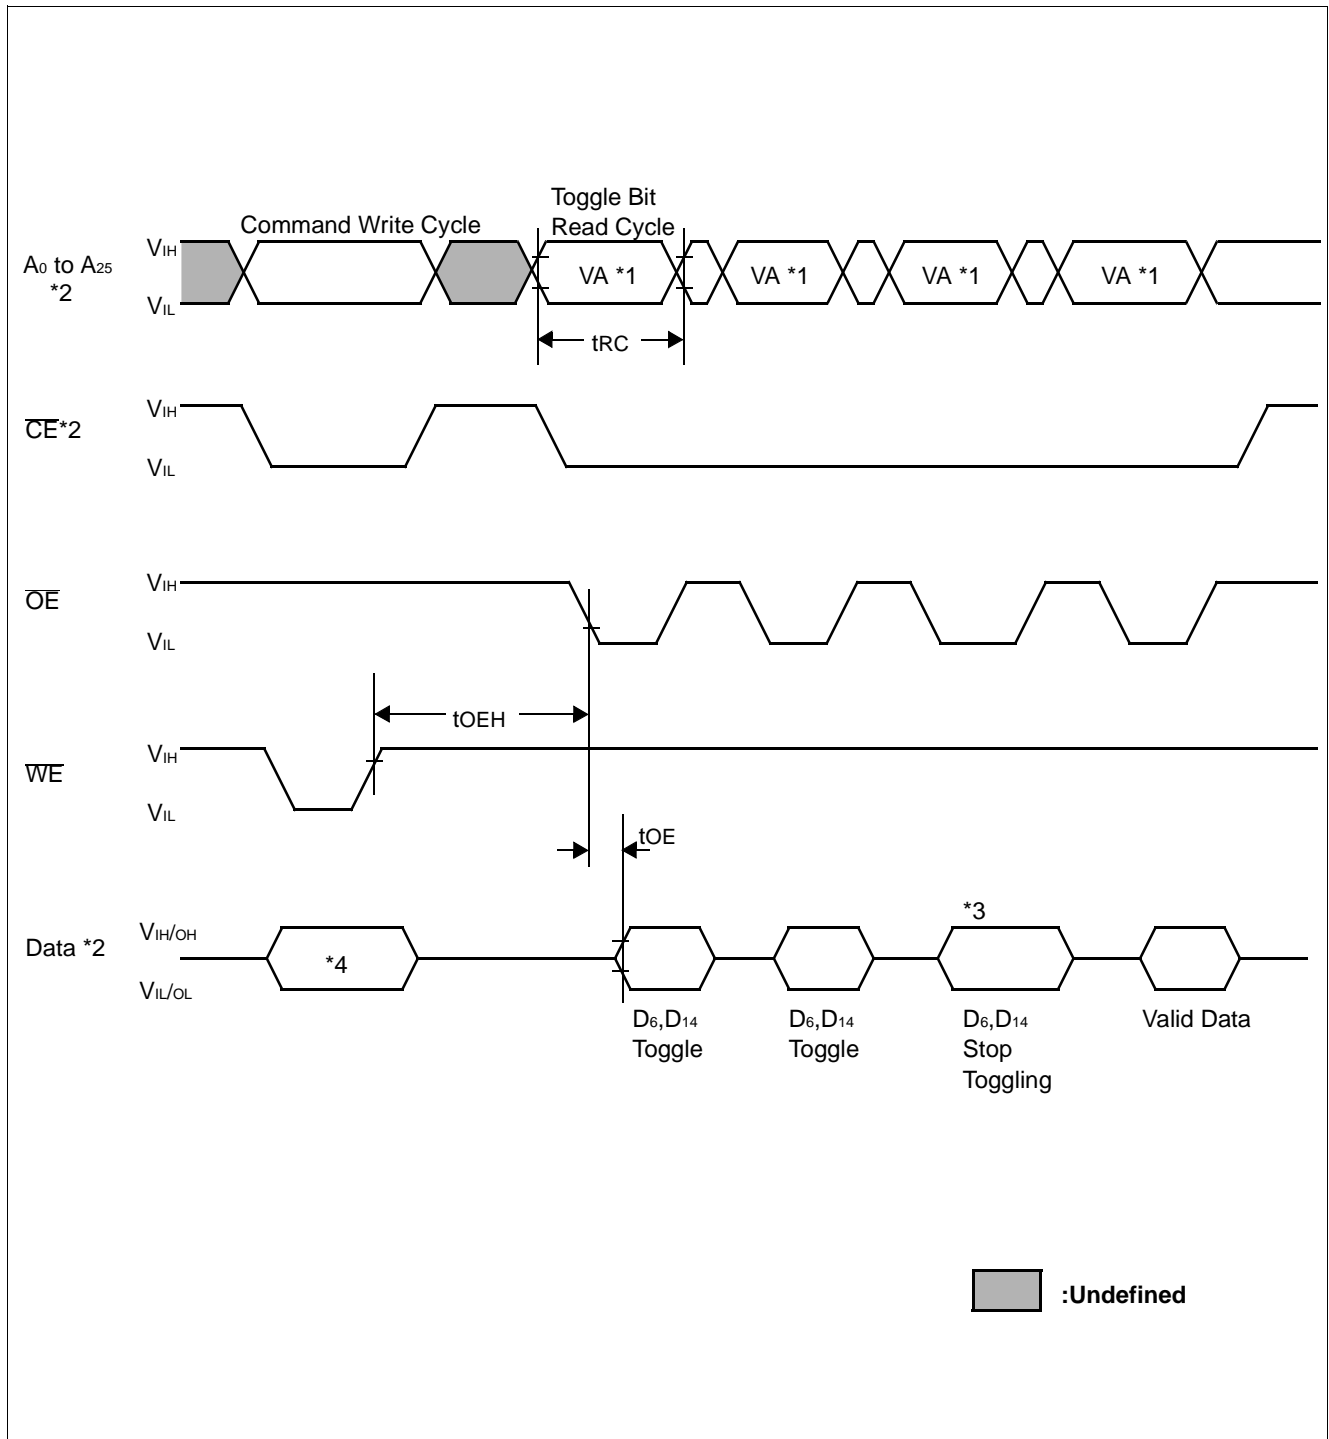 Toggle Bit
Command Write Cycle
Read Cycle
A0 to A25
*2
VIH
VIL
VA *1
VA *1
VA *1
VA *1
tRC
CE*2
VIH
VIL
OE
VIH
VIL
tOEH
WE
VIH
VIL
tOE
Data *2
VIH/OH
VIL/OL
*4
*3
D6,D14
Toggle
D6,D14
Toggle
D6,D14
Stop
Toggling
Valid Data
:Undefined